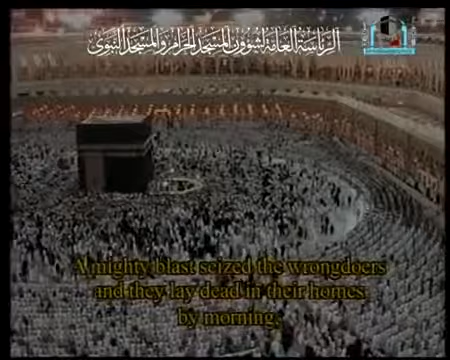 الرئاسة العامة لشؤون المسجد الحرام والمسجد النبوي
A mighty blast seized the wrongdoers
and they lay dead in their homes
by morning,